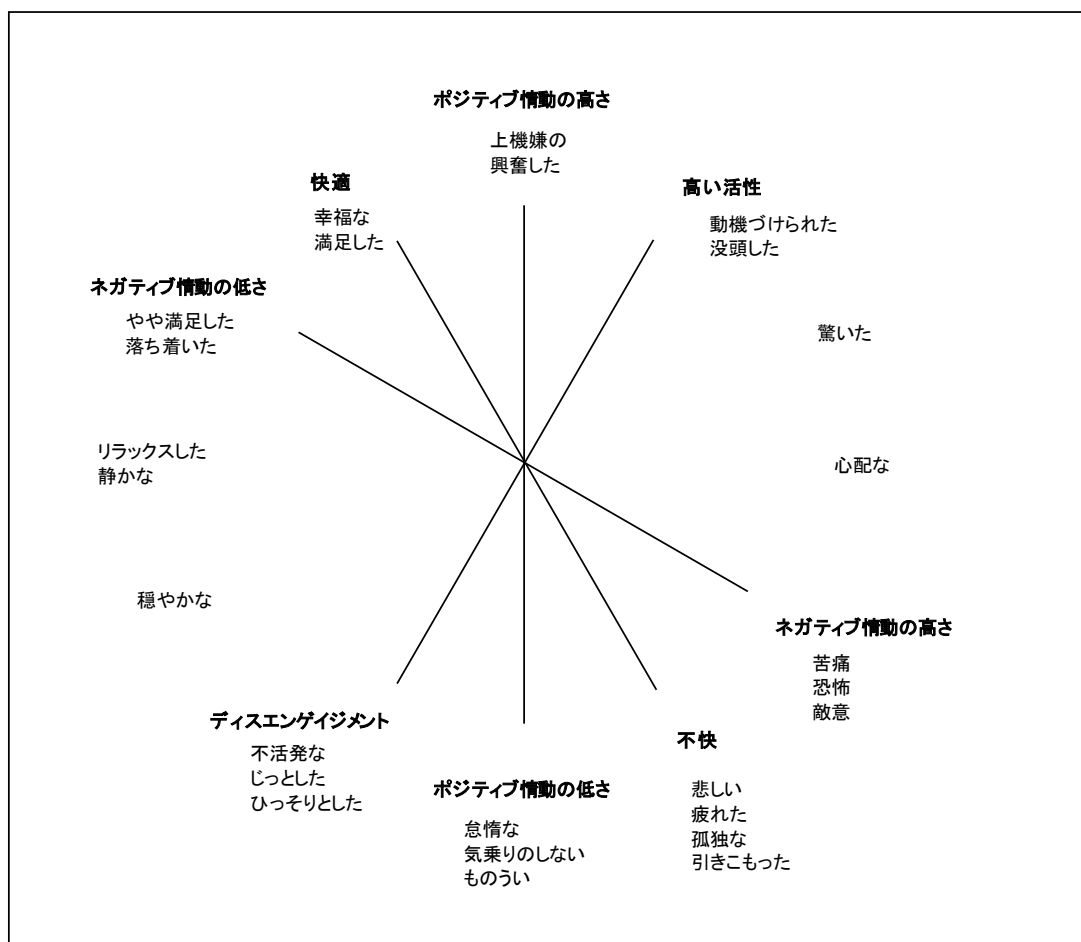 ポジティブ情動の高さ
上機嫌の
興奮した
快適
幸福な
満足した
高い活性
動機づけられた
没頭した
ネガティブ情動の低さ
やや満足した
落ち着いた
驚いた
リラックスした
静かな
心配な
穏やかな
ネガティブ情動の高さ
苦痛
恐怖
敵意
ディスエンゲイジメント
不活発な
じっとした
ひっそりとした
ポジティブ情動の低さ
怠惰な
気乗りのしない
ものうい
不快
悲しい
疲れた
孤独な
引きこもった